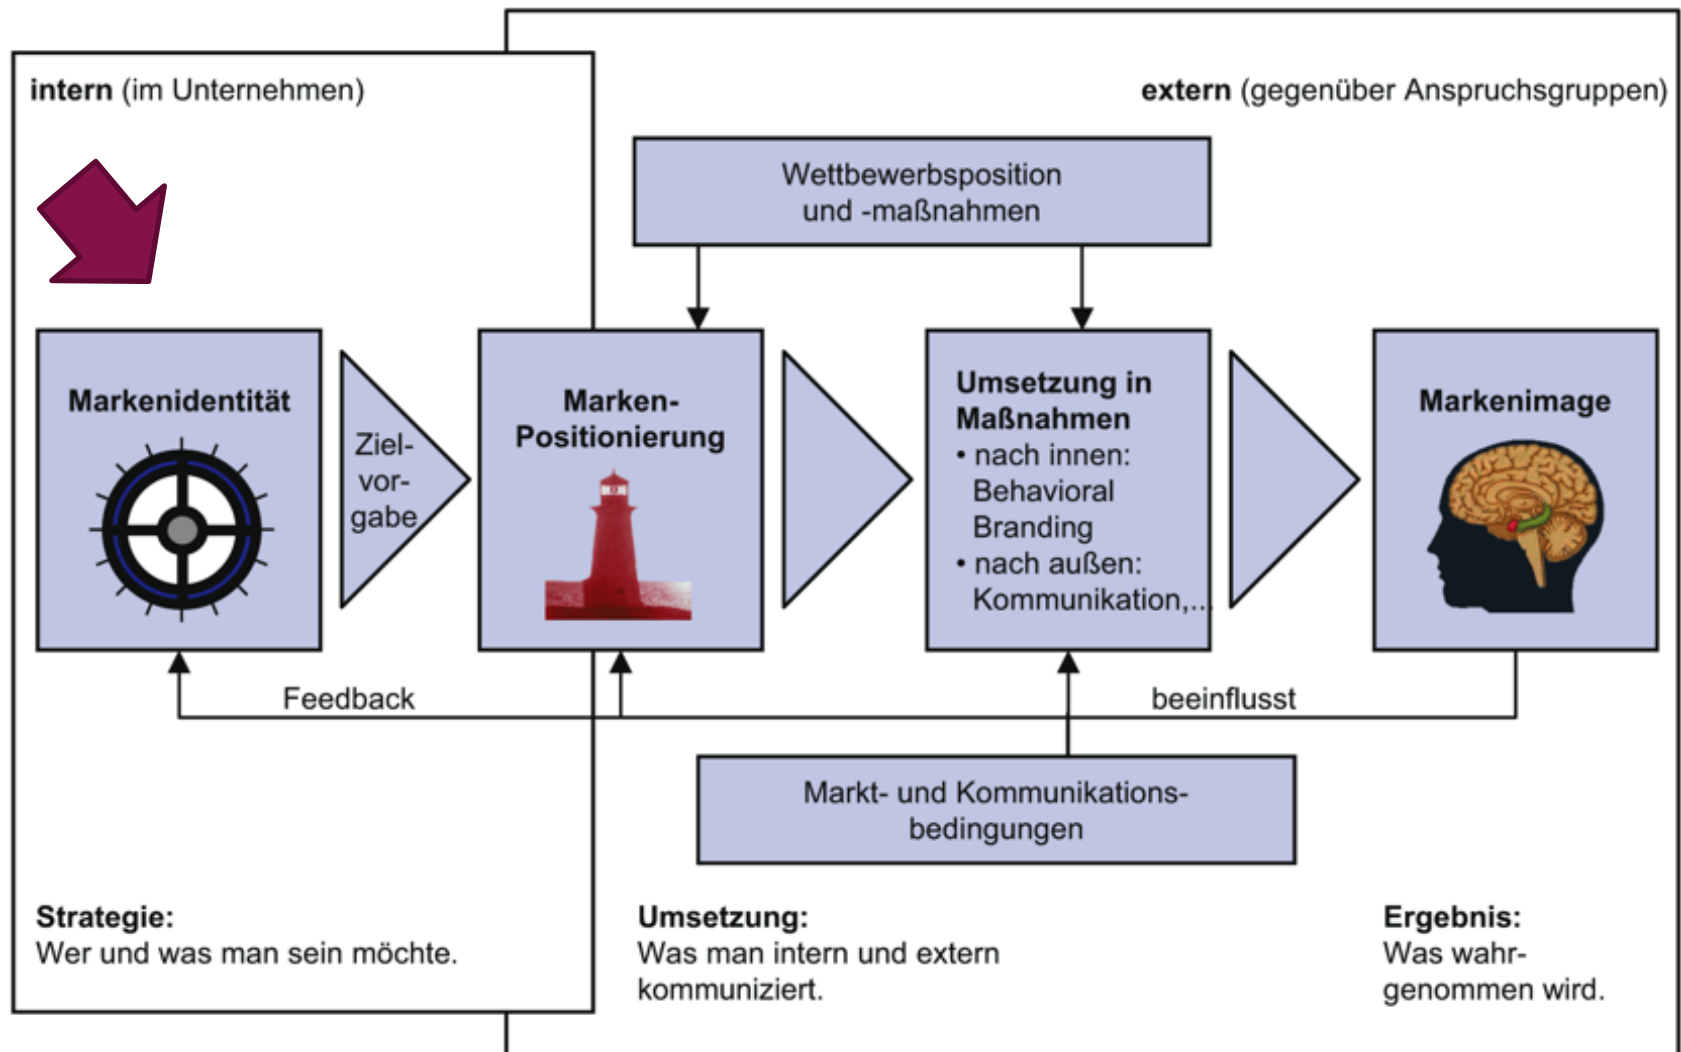 intern (im Unternehmen)
extern (gegenüber Anspruchsgruppen)
Wettbewerbsposition
und -maßnahmen
Markenidentität
Ziel-
vor-
gabe
Marken-
Positionierung
Umsetzung in
Maßnahmen
• nach innen:
Behavioral
Branding
• nach außen:
Kommunikation,...
Markenimage
Feedback
beeinflusst
Markt- und Kommunikations-
bedingungen
Strategie:
Wer und was man sein möchte.
Umsetzung:
Was man intern und extern
kommuniziert.
Ergebnis:
Was wahr-
genommen wird.